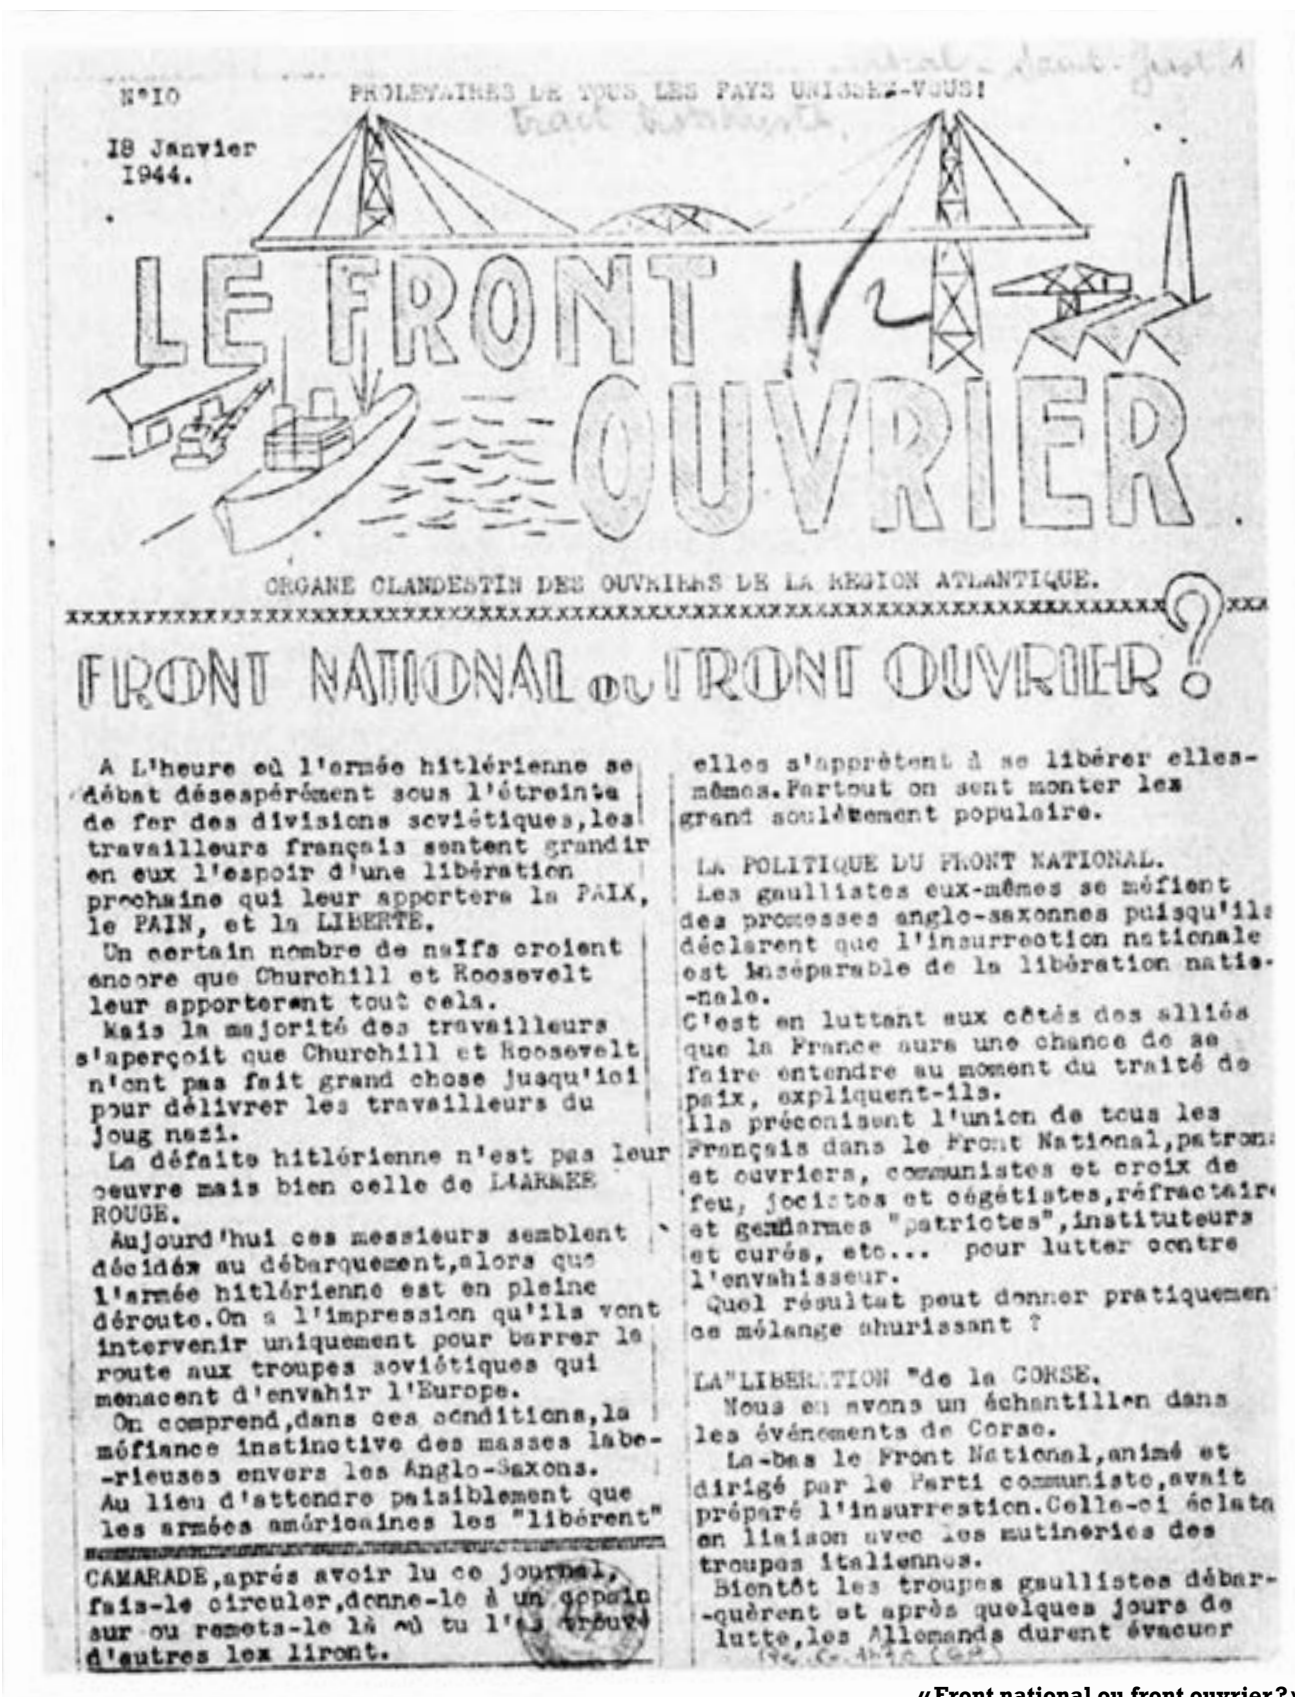 N°10
PROLETAIRES DE TOUS LES PAYS UNISSEZ-VOUS!
tract
18 Janvier
1944.
LE FRONT
OUVRIER
ORGANE CLANDESTIN DES OUVRIERS DE LA REGION ATLANTIQUE.
FRONT NATIONAL OU FRONT OUVRIER?
A L'heure où l'armée hitlérienne se
débat désespérément sous l'étreinte
de fer des divisions soviétiques,les
travailleurs français sentent grandir
en eux l'espoir d'une libération
prochaine qui leur apportera la PAIX,
le PAIN, et la LIBERTE.
Un certain nombre de naïfs croient
encore que Churchill et Roosevelt
leur apporteront tout cela.
Mais la majorité des travailleurs
s'aperçoit que Churchill et Roosevelt
n'ont pas fait grand chose jusqu'ici
pour délivrer les travailleurs du
joug nazi.
La défaite hitlérienne n'est pas leur
oeuvre mais bien celle de L'ARMEE
ROUGE.
Aujourd'hui ces messieurs semblent
décidés au débarquement,alors que
l'armée hitlérienne est en pleine
déroute.On a l'impression qu'ils vont
intervenir uniquement pour barrer la
route aux troupes soviétiques qui
menacent d'envahir l'Europe.
On comprend,dans ces conditions,la
méfiance instinctive des masses labo-
-rieuses envers les Anglo-Saxons.
Au lieu d'attendre paisiblement que
les armées américaines les "libérent"
CAMARADE,aprés avoir lu ce journal,
fais-le circuler,donne-le à un copain
sur ou remets-le là où tu l'as trouvé
d'autres les liront.
elles s'apprêtent à se libérer elles-
mêmes.Partout on sent monter les
grand soulèvement populaire.
LA POLITIQUE DU FRONT NATIONAL.
Les gaullistes eux-mêmes se méfient
des promesses anglo-saxonnes puisqu'ils
déclarent que l'insurrection nationale
est inséparable de la libération natio-
-nale.
C'est en luttant aux côtés des alliés
que la France aura une chance de se
faire entendre au moment du traité de
paix, expliquent-ils.
Ils préconisent l'union de tous les
Français dans le Front National,patrons
et ouvriers, communistes et croix de
feu, jocistes et cégétistes,réfractaire
et gendarmes "patriotes",instituteurs
et curés, etc... pour lutter contre
l'envahisseur.
Quel résultat peut donner pratiquemen
ce mélange ahurissant ?
LA"LIBERATION "de la CORSE.
Nous en avons un échantillon dans
les événements de Corse.
La-bas le Front National,animé et
dirigé par le Parti communiste,avait
préparé l'insurrection.Celle-ci éclata
en liaison avec les mutineries des
troupes italiennes.
Bientôt les troupes gaullistes débar-
-quèrent et après quelques jours de
lutte,les Allemands durent évacuer
«Front national ou front ouvrier?»